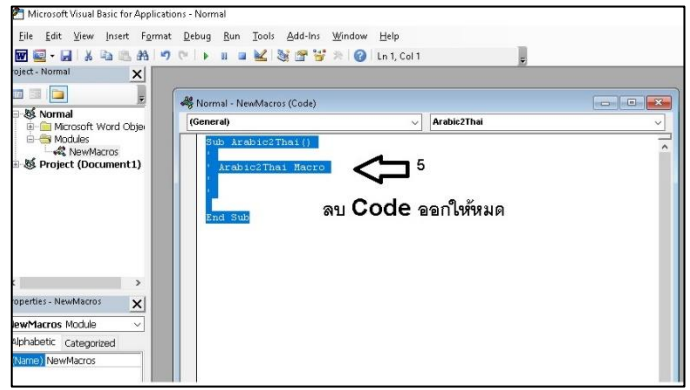 Microsoft Visual Basic for Applications - Normal
File Edit View Insert Format Debug Run Tools Add-Ins Window Help
Ln 1, Col 1
roject - Normal
Normal - NewMacros (Code)
(General) Arabic2Thai
Normal
Microsoft Word Obje
Modules
NewMacros
Project (Document1)
Sub Arabic2Thai()
'
' Arabic2Thai Macro
'
'
End Sub
5
ลบ Code ออกให้หมด
roperties - NewMacros
NewMacros Module
Alphabetic Categorized
(Name) NewMacros